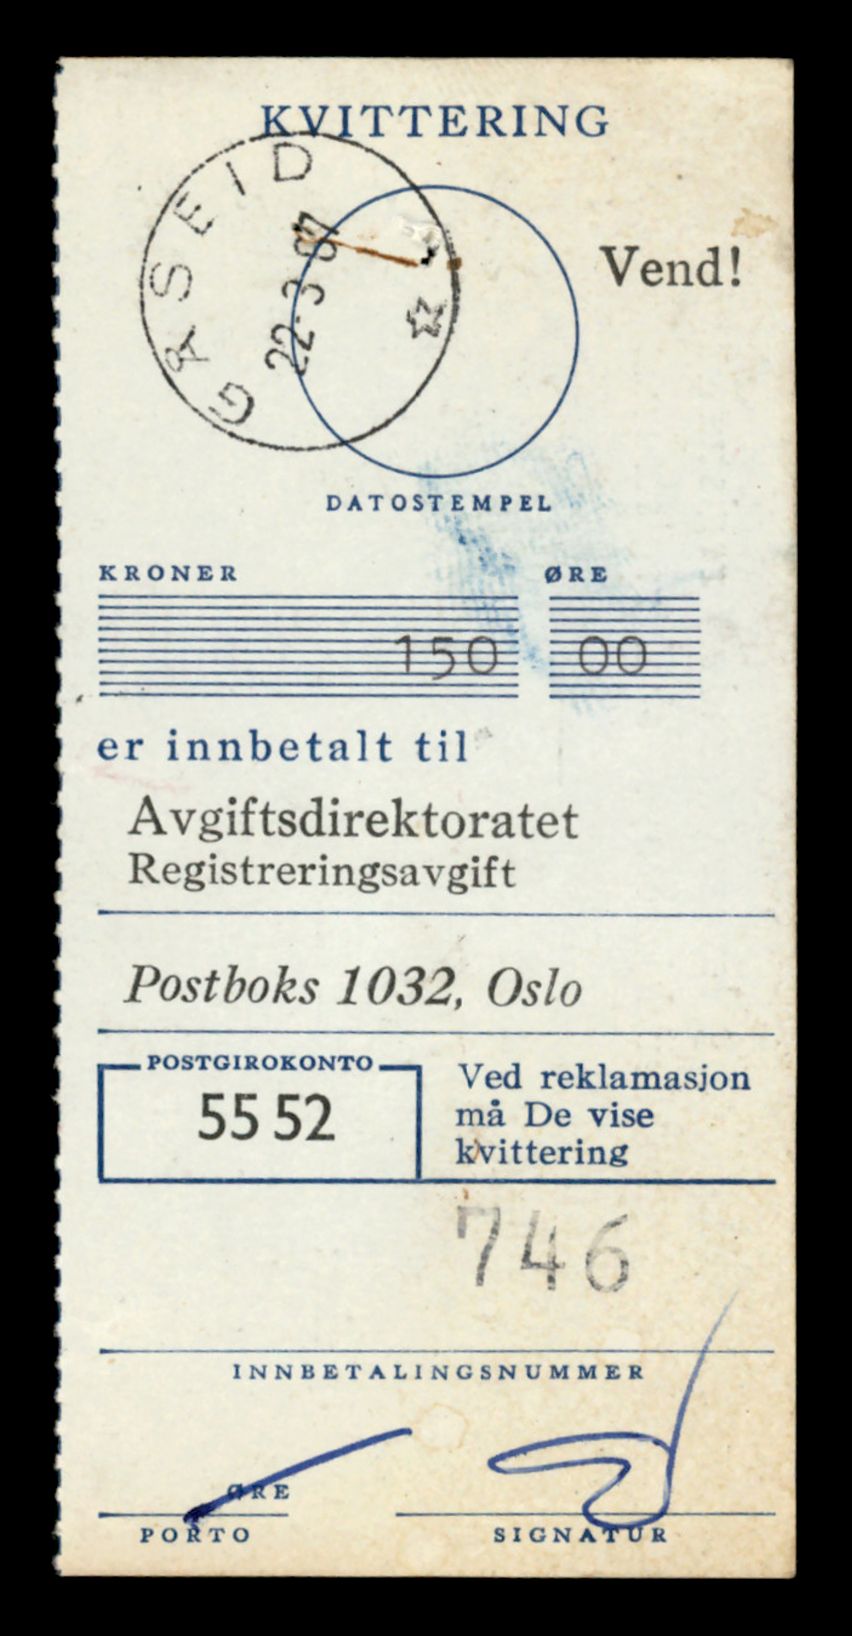 KVITTERING
GÅSEID
22-3-67
Vend!
DATOSTEMPEL
KRONER ØRE
150 00
er innbetalt til
Avgiftsdirektoratet
Registreringsavgift
Postboks 1032, Oslo
POSTGIROKONTO
55 52
Ved reklamasjon
må De vise
kvittering
746
INNBETALINGSNUMMER
ØRE
PORTO SIGNATUR